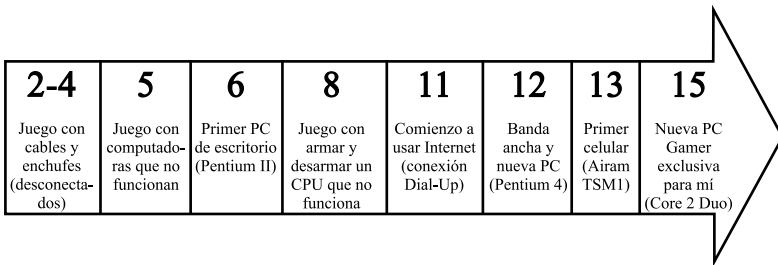 2-4
Juego con
cables y
enchufes
(desconecta-
dos)
5
Juego con
computado-
ras que no
funcionan
6
Primer PC
de escritorio
(Pentium II)
8
Juego con
armar y
desarmar un
CPU que no
funciona
11
Comienzo a
usar Internet
(conexión
Dial-Up)
12
Banda
ancha y
nueva PC
(Pentium 4)
13
Primer
celular
(Airam
TSM1)
15
Nueva PC
Gamer
exclusiva
para mí
(Core 2 Duo)